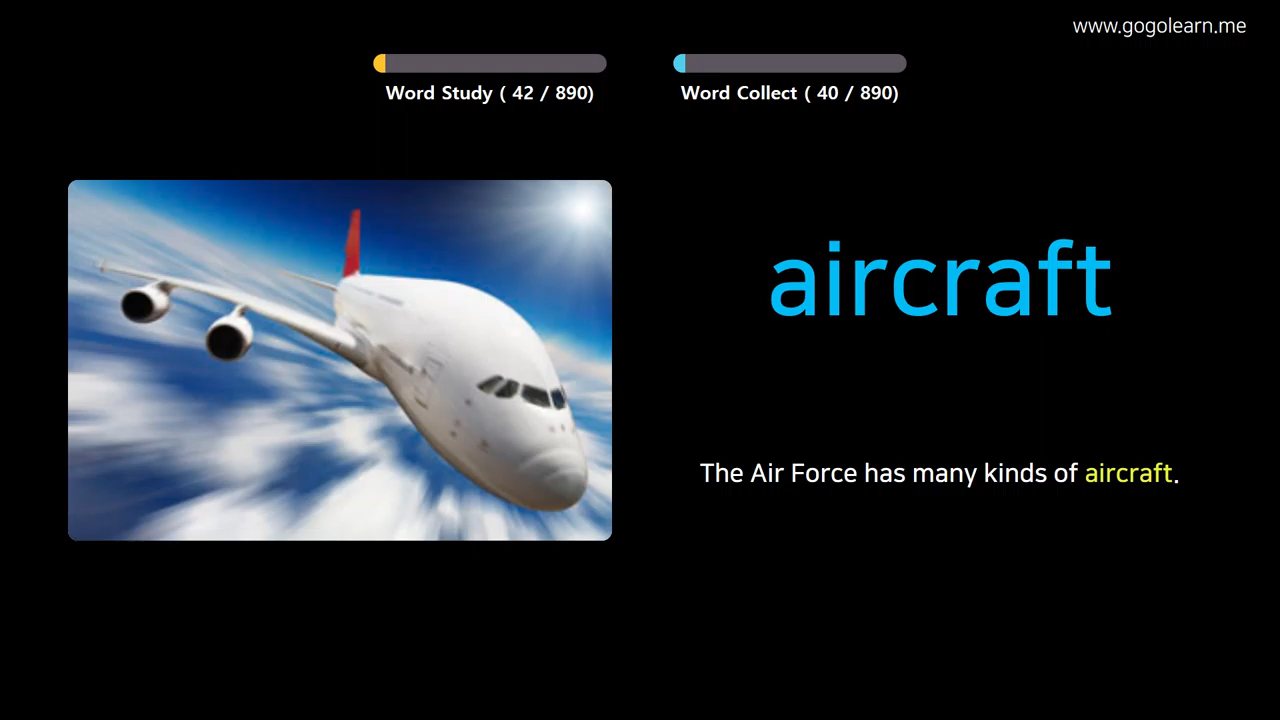 www.gogolearn.me
Word Study ( 42 / 890)
Word Collect ( 40 / 890)
aircraft
The Air Force has many kinds of aircraft.